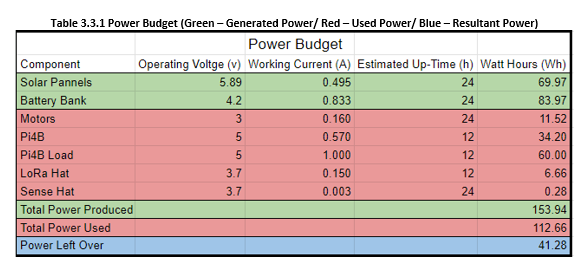 Table 3.3.1 Power Budget (Green – Generated Power/ Red – Used Power/ Blue – Resultant Power)
Power Budget
Component Operating Voltge (v) Working Current (A) Estimated Up-Time (h) Watt Hours (Wh)
Solar Pannels 5.89 0.495 24 69.97
Battery Bank 4.2 0.833 24 83.97
Motors 3 0.160 24 11.52
Pi4B 5 0.570 12 34.20
Pi4B Load 5 1.000 12 60.00
LoRa Hat 3.7 0.150 12 6.66
Sense Hat 3.7 0.003 24 0.28
Total Power Produced 153.94
Total Power Used 112.66
Power Left Over 41.28